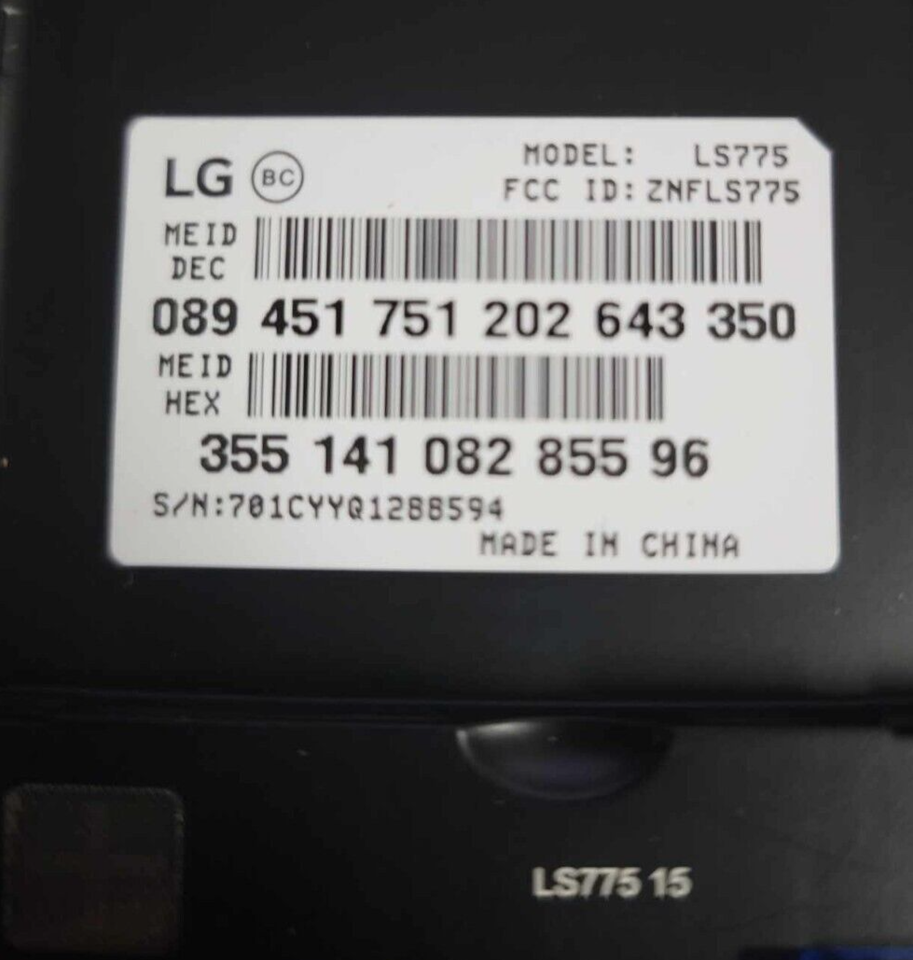 LG BC
MODEL: LS775
FCC ID: ZNFLS775
MEID
DEC
089 451 751 202 643 350
MEID
HEX
355 141 082 855 96
S/N:701CYYQ1288594
MADE IN CHINA
LS775 15